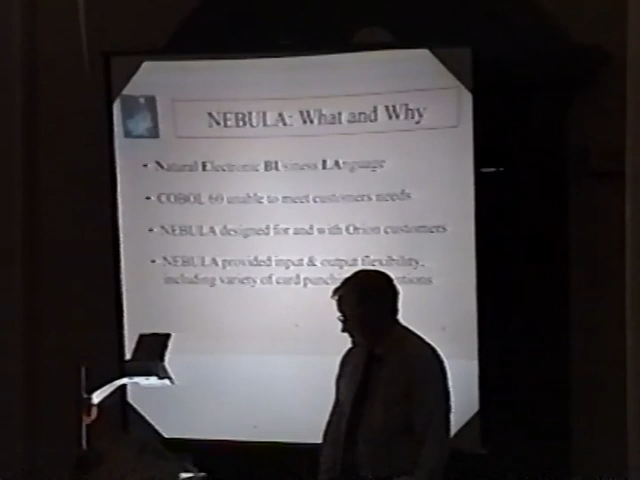 NEBULA: What and Why
• Natural Electronic BUsiness LAnguage
• COBOL 60 unable to meet customers needs
• NEBULA designed for and with Orion customers
• NEBULA provided input & output flexibility,
including variety of card punch